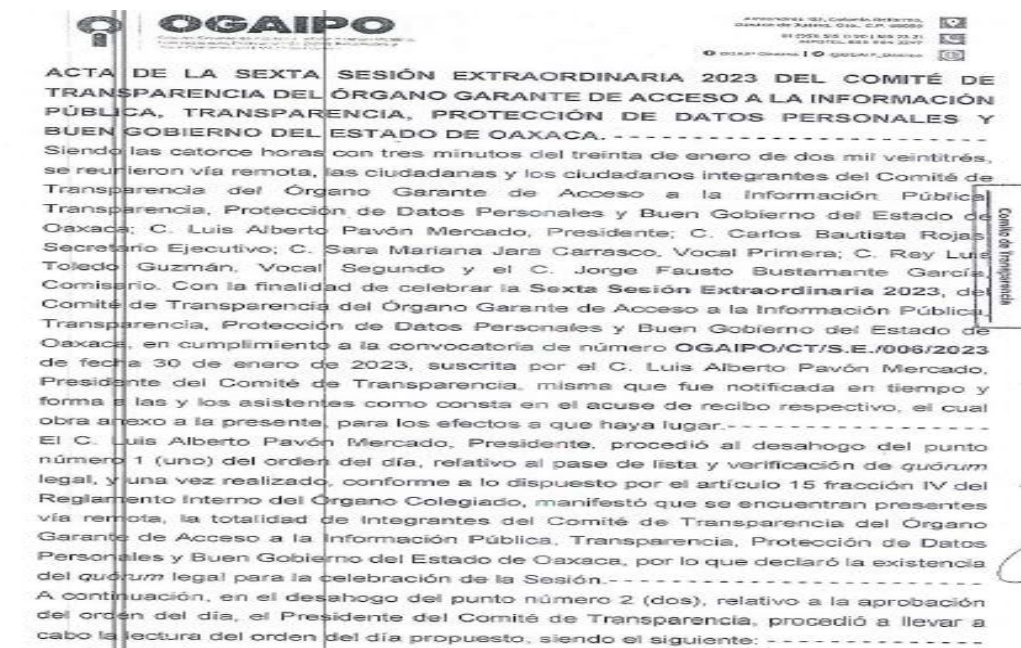 OGAIPO
ACTA DE LA SEXTA SESIÓN EXTRAORDINARIA 2023 DEL COMITÉ DE
TRANSPARENCIA DEL ÓRGANO GARANTE DE ACCESO A LA INFORMACIÓN
PÚBLICA, TRANSPARENCIA, PROTECCIÓN DE DATOS PERSONALES Y
BUEN GOBIERNO DEL ESTADO DE OAXACA. - - - - - - - - - - - - - - - - - - - - - - - -
Siendo las catorce horas con tres minutos del treinta de enero de dos mil veintitrés,
se reunieron vía remota, las ciudadanas y los ciudadanos integrantes del Comité de
Transparencia del Órgano Garante de Acceso a la Información Pública,
Transparencia, Protección de Datos Personales y Buen Gobierno del Estado de
Oaxaca; C. Luis Alberto Pavón Mercado, Presidente; C. Carlos Bautista Rojas
Secretario Ejecutivo; C. Sara Mariana Jara Carrasco, Vocal Primera; C. Rey Luis
Toledo Guzmán, Vocal Segundo y el C. Jorge Fausto Bustamante García,
Comisario. Con la finalidad de celebrar la Sexta Sesión Extraordinaria 2023, del
Comité de Transparencia del Órgano Garante de Acceso a la Información Pública,
Transparencia, Protección de Datos Personales y Buen Gobierno del Estado de
Oaxaca, en cumplimiento a la convocatoria de número OGAIPO/CT/S.E./006/2023
de fecha 30 de enero de 2023, suscrita por el C. Luis Alberto Pavón Mercado,
Presidente del Comité de Transparencia, misma que fue notificada en tiempo y
forma a las y los asistentes como consta en el acuse de recibo respectivo, el cual
obra anexo a la presente, para los efectos a que haya lugar.- - - - - - - - - - - - - - - -
El C. Luis Alberto Pavón Mercado, Presidente, procedió al desahogo del punto
número 1 (uno) del orden del día, relativo al pase de lista y verificación de quórum
legal, y una vez realizado, conforme a lo dispuesto por el artículo 15 fracción IV del
Reglamento Interno del Órgano Colegiado, manifestó que se encuentran presentes
vía remota, la totalidad de Integrantes del Comité de Transparencia del Órgano
Garante de Acceso a la Información Pública, Transparencia, Protección de Datos
Personales y Buen Gobierno del Estado de Oaxaca, por lo que declaró la existencia
del quórum legal para la celebración de la Sesión.- - - - - - - - - - - - - - - - - - - - - -
A continuación, en el desahogo del punto número 2 (dos), relativo a la aprobación
del orden del día, el Presidente del Comité de Transparencia, procedió a llevar a
cabo la lectura del orden del día propuesto, siendo el siguiente: - - - - - - - - - - - - -
Comité de Transparencia